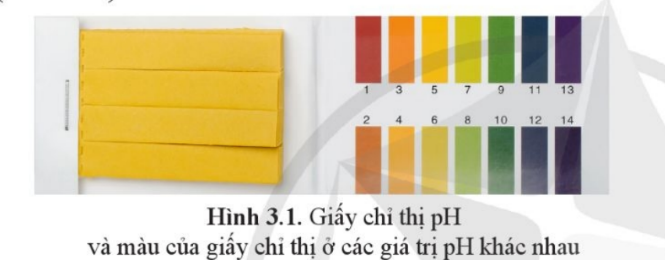 1 3 5 7 9 11 13
2 4 6 8 10 12 14
Hình 3.1. Giấy chỉ thị pH
và màu của giấy chỉ thị ở các giá trị pH khác nhau